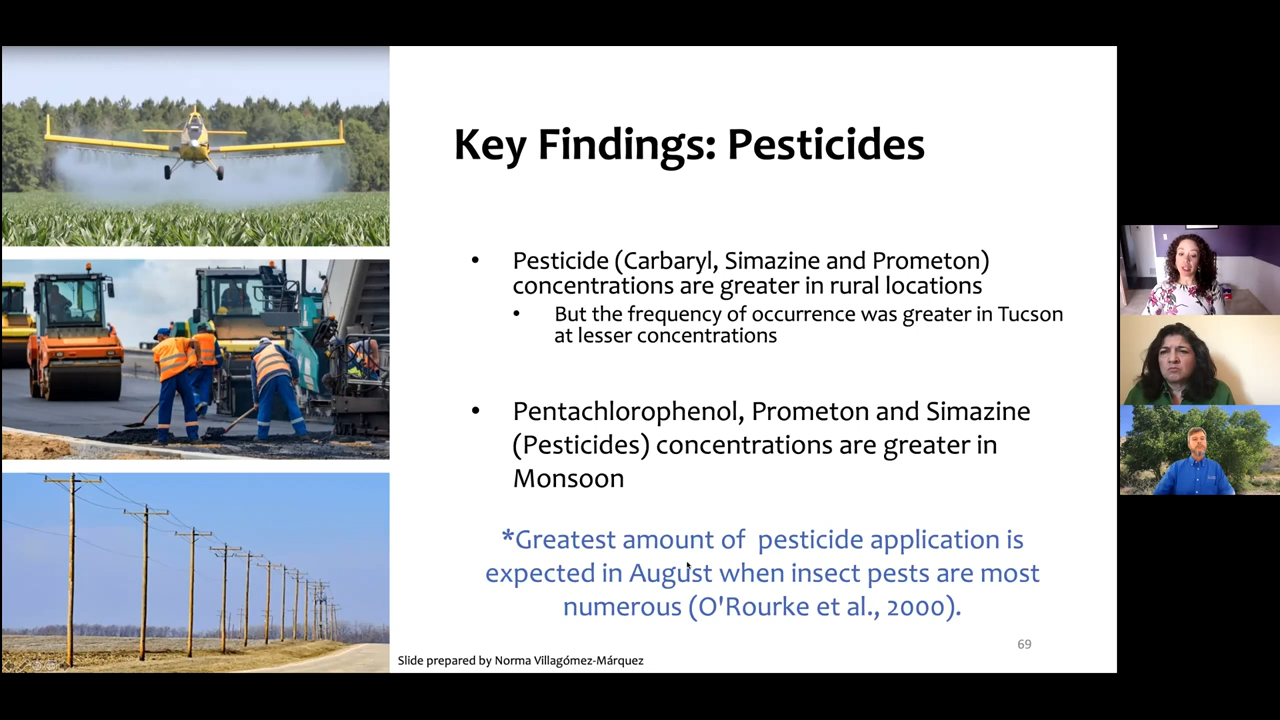 Key Findings: Pesticides
• Pesticide (Carbaryl, Simazine and Prometon)
concentrations are greater in rural locations
• But the frequency of occurrence was greater in Tucson
at lesser concentrations
• Pentachlorophenol, Prometon and Simazine
(Pesticides) concentrations are greater in
Monsoon
*Greatest amount of pesticide application is
expected in August when insect pests are most
numerous (O'Rourke et al., 2000).
69
Slide prepared by Norma Villagómez-Márquez